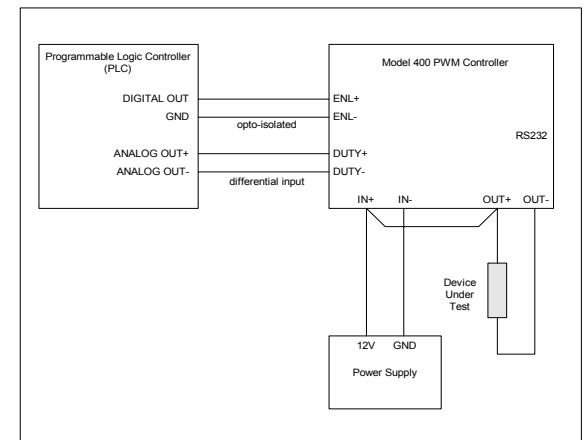 Programmable Logic Controller
(PLC)
Model 400 PWM Controller
DIGITAL OUT
ENL+
GND
ENL-
opto-isolated
RS232
ANALOG OUT+
DUTY+
ANALOG OUT-
DUTY-
differential input
IN+
IN-
OUT+
OUT-
Device
Under
Test
12V
GND
Power Supply